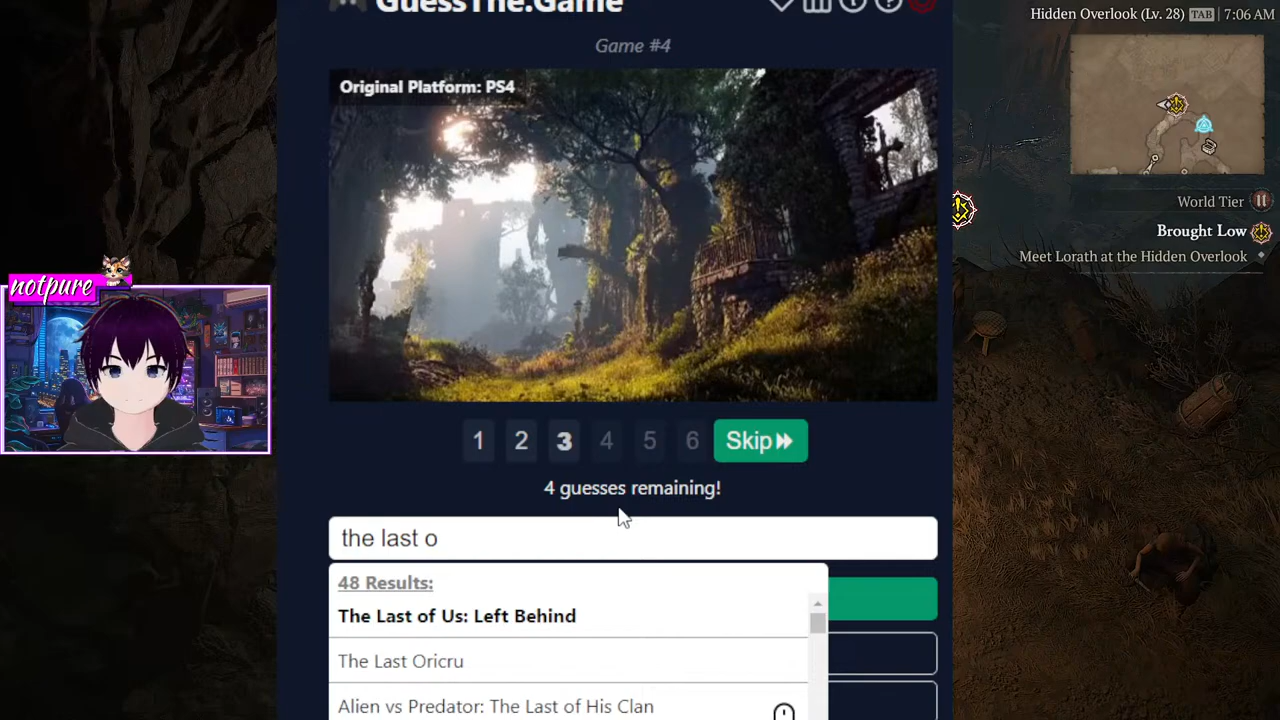 GuessThe.Game
Hidden Overlook (Lv. 28) TAB 7:06 AM
Game #4
Original Platform: PS4
World Tier II
Brought Low
Meet Lorath at the Hidden Overlook
notpure
1 2 3 4 5 6 Skip
4 guesses remaining!
the last o
48 Results:
The Last of Us: Left Behind
The Last Oricru
Alien vs Predator: The Last of His Clan